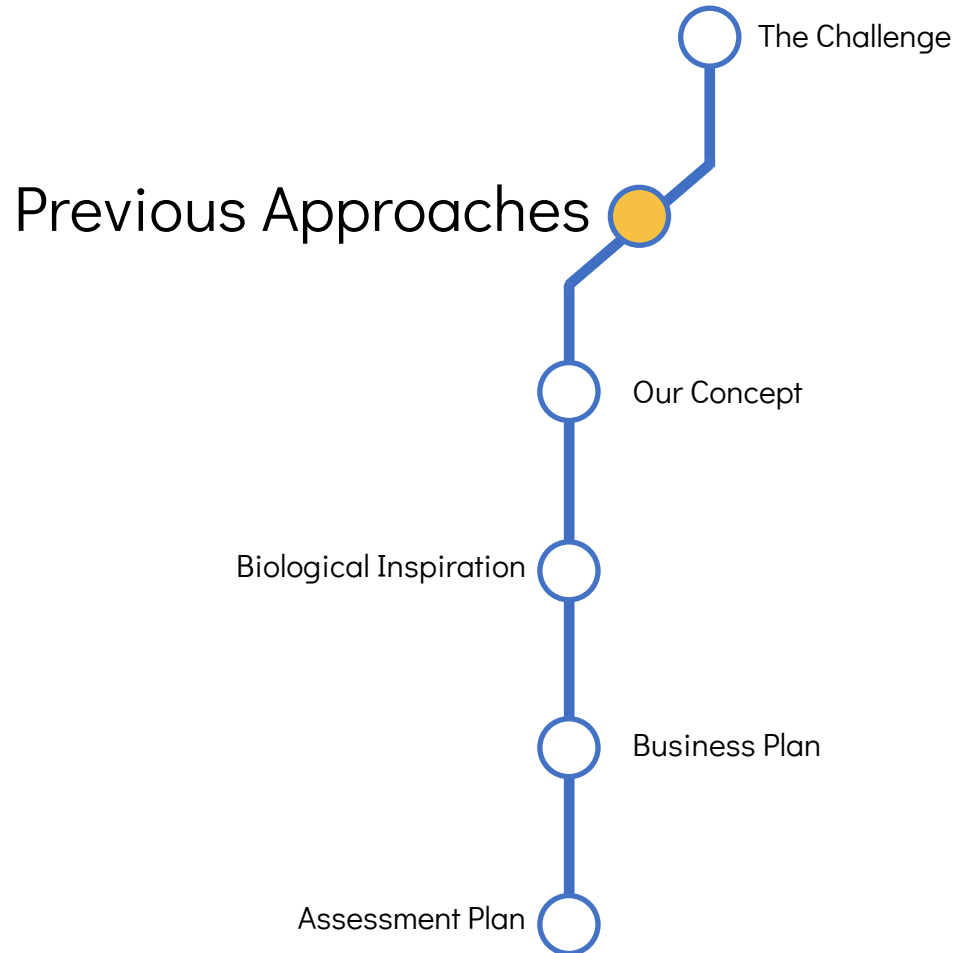 The Challenge
Previous Approaches
Our Concept
Biological Inspiration
Business Plan
Assessment Plan